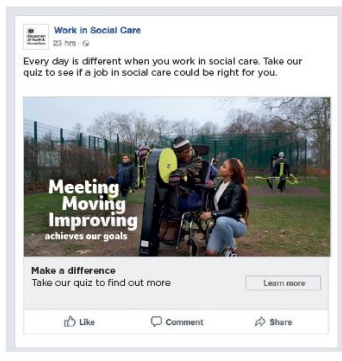 Work in Social Care
23 hrs
Every day is different when you work in social care. Take our
quiz to see if a job in social care could be right for you.
Meeting
Moving
Improving
achieves our goals
Make a difference
Take our quiz to find out more
Learn more
Like
Comment
Share